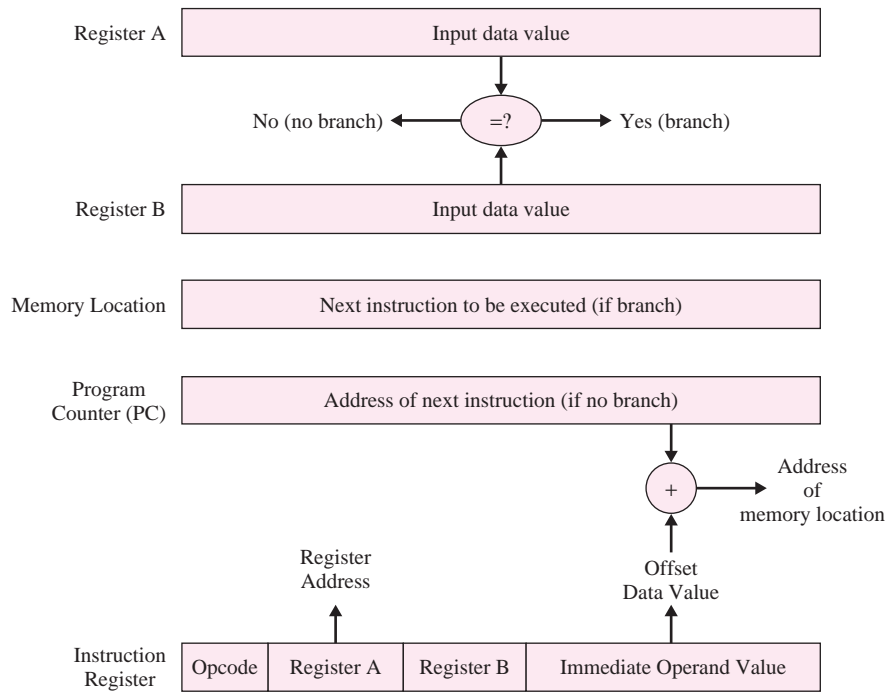 Register A
Input data value
No (no branch)
=?
Yes (branch)
Register B
Input data value
Memory Location
Next instruction to be executed (if branch)
Program
Counter (PC)
Address of next instruction (if no branch)
+
Address
of
memory location
Register
Address
Offset
Data Value
Instruction
Register
Opcode
Register A
Register B
Immediate Operand Value